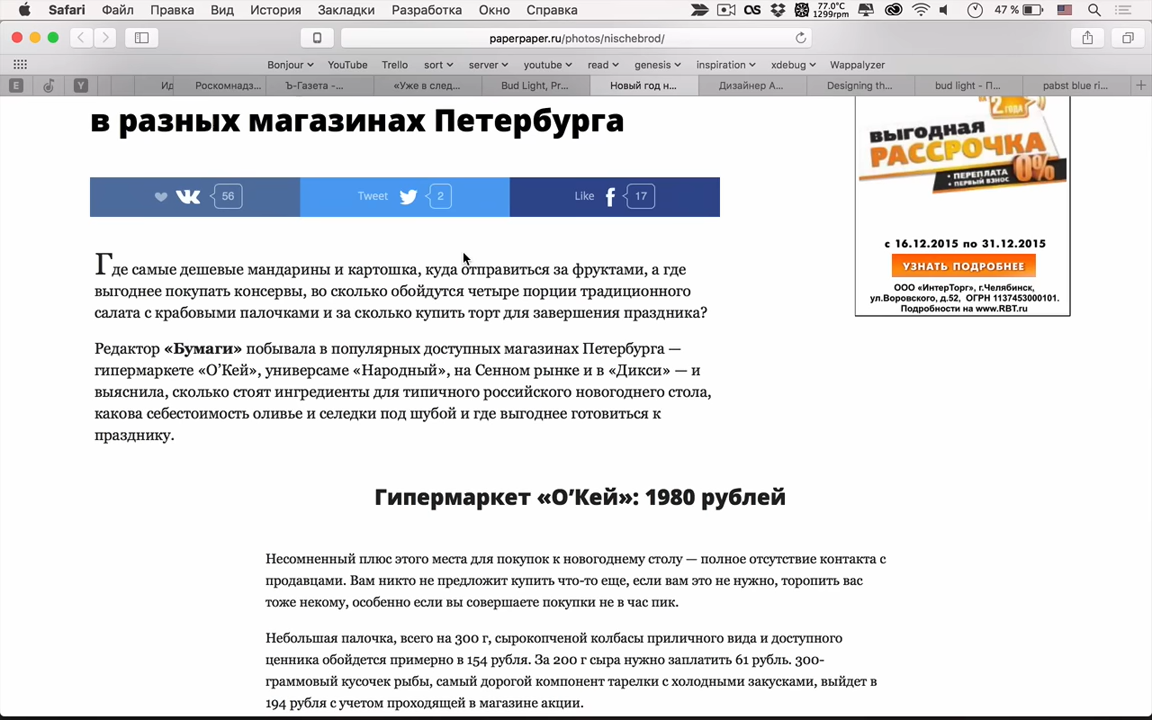 Safari Файл Правка Вид История Закладки Разработка Окно Справка
77.0°C
1299rpm
47 %
paperpaper.ru/photos/nischebrod/
Bonjour YouTube Trello sort server youtube read genesis inspiration xdebug Wappalyzer
E Y Ид Роскомнадз... Ъ-Газета -... «Уже в след... Bud Light, Pr... Новый год н... Дизайнер A... Designing th... bud light - П... pabst blue ri...
в разных магазинах Петербурга
56 Tweet 2 Like 17
Где самые дешевые мандарины и картошка, куда отправиться за фруктами, а где
выгоднее покупать консервы, во сколько обойдутся четыре порции традиционного
салата с крабовыми палочками и за сколько купить торт для завершения праздника?
Редактор «Бумаги» побывала в популярных доступных магазинах Петербурга —
гипермаркете «О’Кей», универсаме «Народный», на Сенном рынке и в «Дикси» — и
выяснила, сколько стоят ингредиенты для типичного российского новогоднего стола,
какова себестоимость оливье и селедки под шубой и где выгоднее готовиться к
празднику.
Гипермаркет «О’Кей»: 1980 рублей
Несомненный плюс этого места для покупок к новогоднему столу — полное отсутствие контакта с
продавцами. Вам никто не предложит купить что-то еще, если вам это не нужно, торопить вас
тоже некому, особенно если вы совершаете покупки не в час пик.
Небольшая палочка, всего на 300 г, сырокопченой колбасы приличного вида и доступного
ценника обойдется примерно в 154 рубля. За 200 г сыра нужно заплатить 61 рубль. 300-
граммовый кусочек рыбы, самый дорогой компонент тарелки с холодными закусками, выйдет в
194 рубля с учетом проходящей в магазине акции.
НА 2 ГОДА
ВЫГОДНАЯ
РАССРОЧКА
0%
• ПЕРЕПЛАТА
• ПЕРВЫЙ ВЗНОС
с 16.12.2015 по 31.12.2015
УЗНАТЬ ПОДРОБНЕЕ
ООО «ИнтерТорг», г.Челябинск,
ул.Воровского, д.52, ОГРН 1137453000101.
Подробности на www.RBT.ru